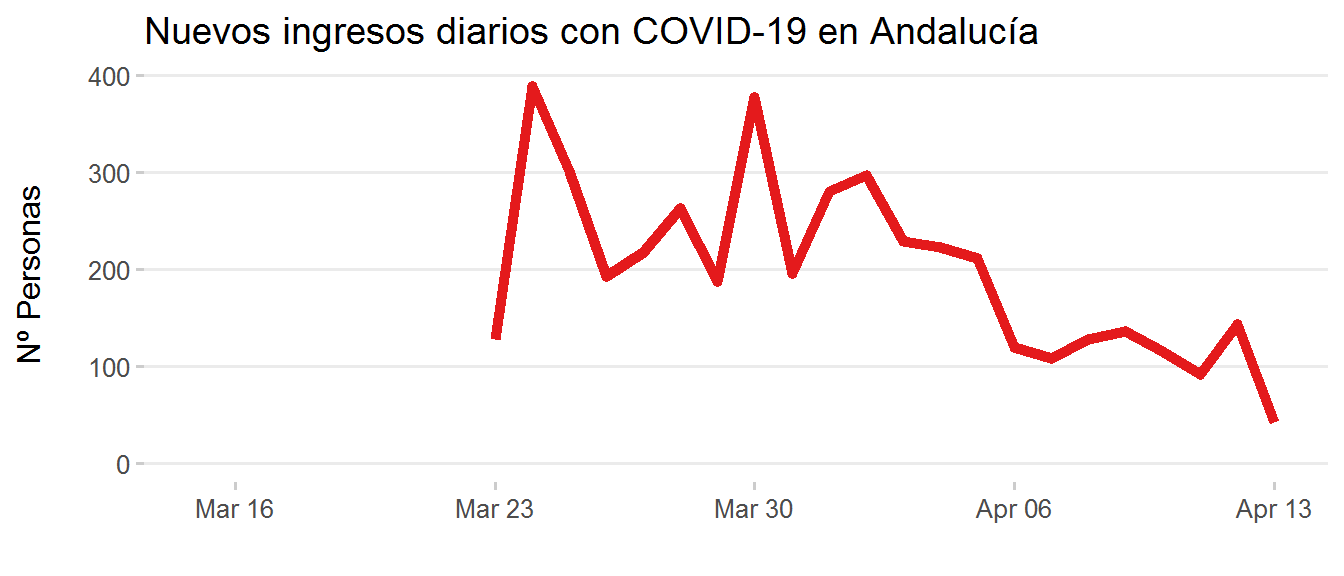 Nuevos ingresos diarios con COVID-19 en Andalucía
Nº Personas
400
300
200
100
0
Mar 16
Mar 23
Mar 30
Apr 06
Apr 13